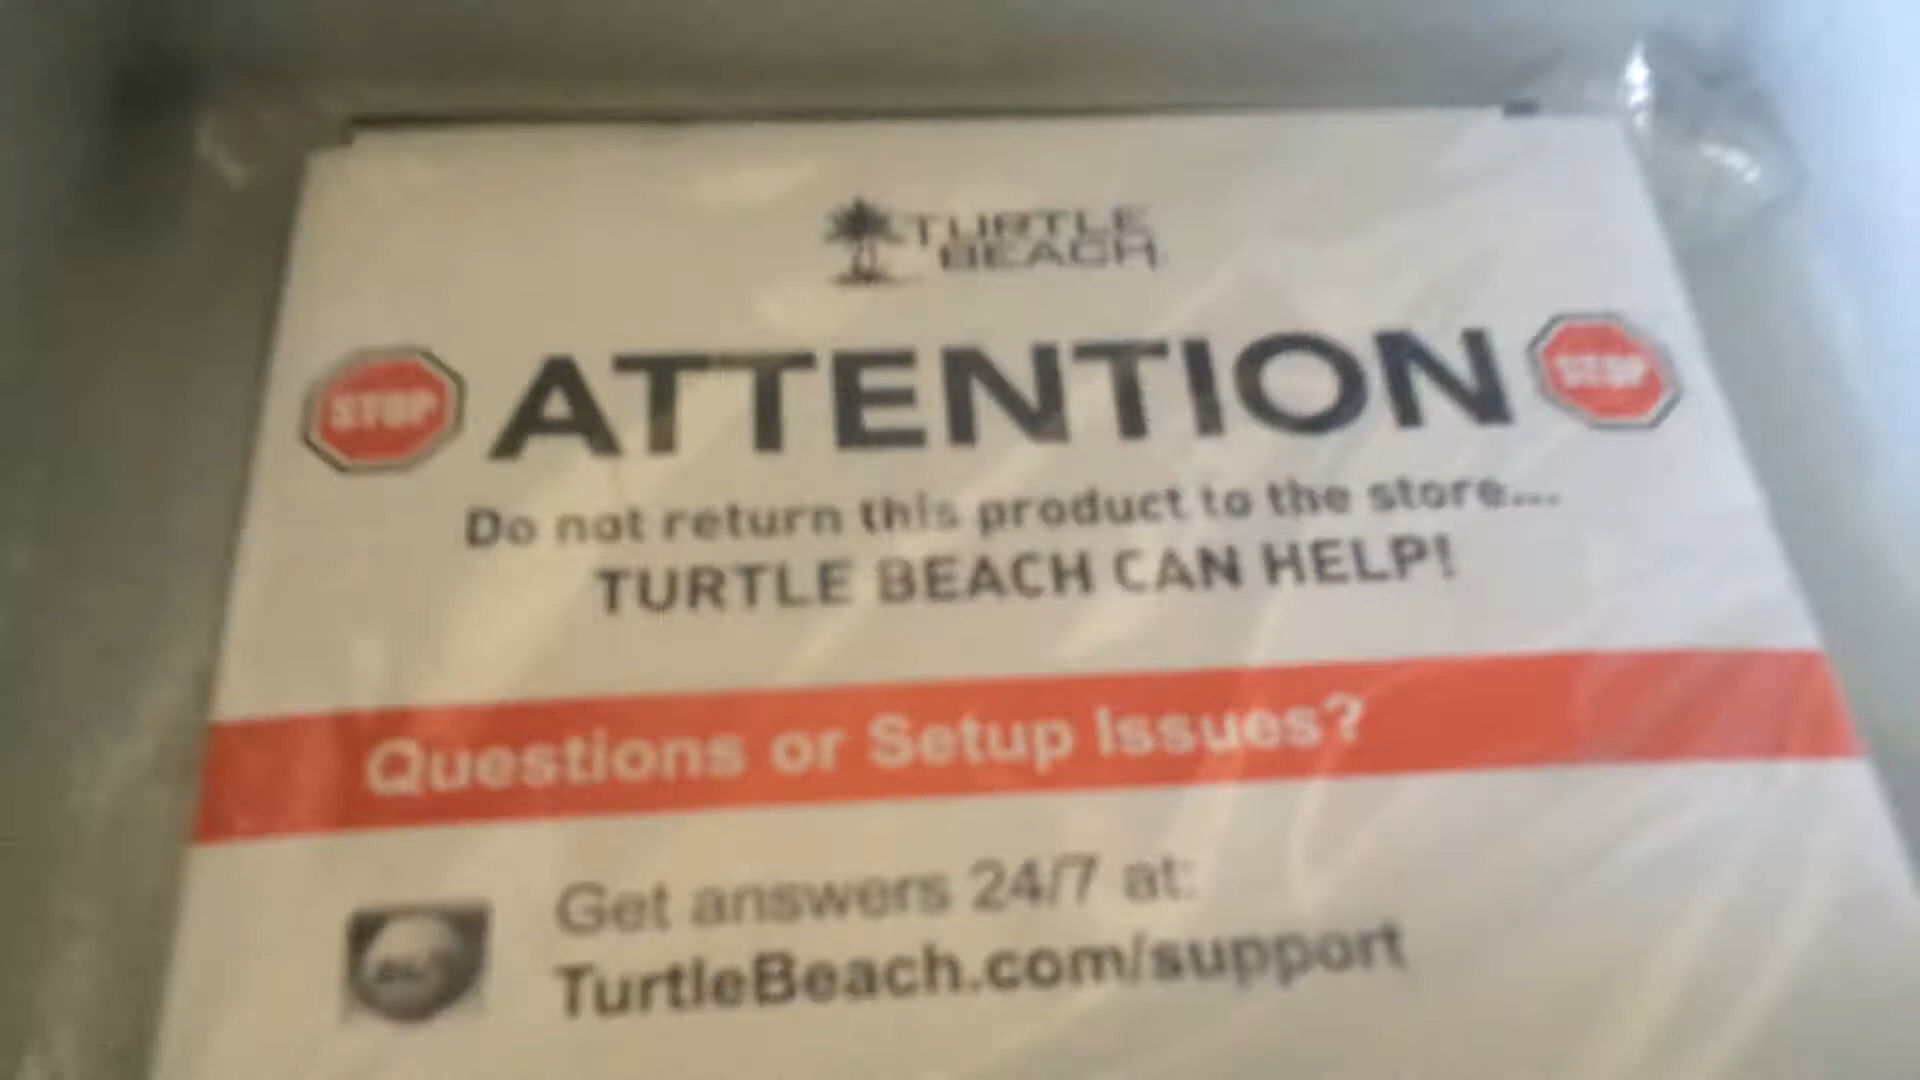 TURTLE
BEACH
STOP ATTENTION STOP
Do not return this product to the store...
TURTLE BEACH CAN HELP!
Questions or Setup Issues?
Get answers 24/7 at:
TurtleBeach.com/support